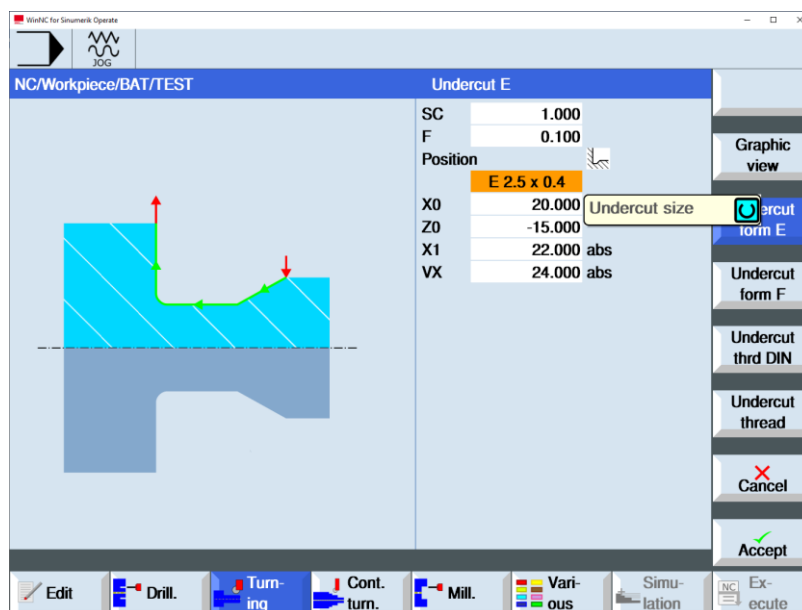 WinNC for Sinumerik Operate
JOG
NC/Workpiece/BAT/TEST
Undercut E
SC 1.000
F 0.100
Position
E 2.5 x 0.4
X0 20.000
Z0 -15.000
X1 22.000 abs
VX 24.000 abs
Undercut size
Graphic
view
ercut
form E
Undercut
form F
Undercut
thrd DIN
Undercut
thread
Cancel
Accept
Edit
Drill.
Turn-
ing
Cont.
turn.
Mill.
Vari-
ous
Simu-
lation
NC
Ex-
ecute